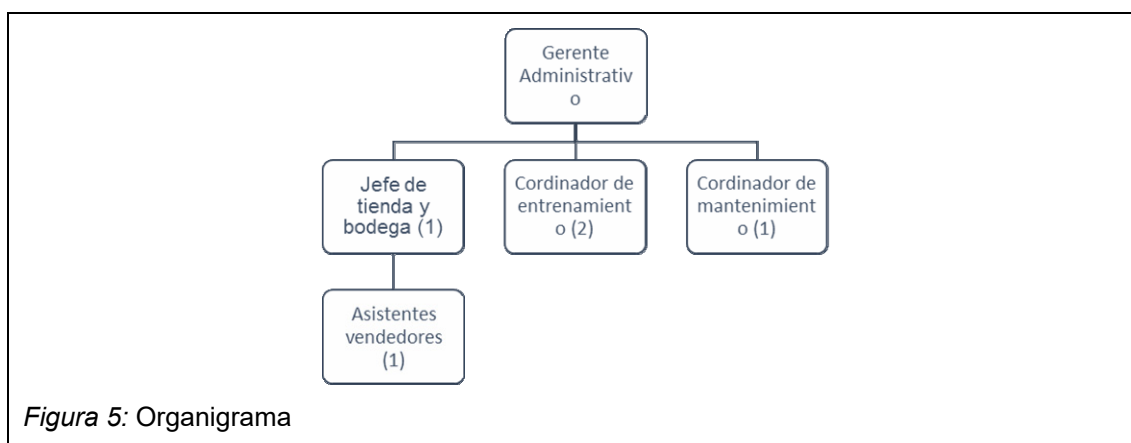 Gerente
Administrativ
o
Jefe de
tienda y
bodega (1)
Cordinador de
entrenamient
o (2)
Cordinador de
mantenimient
o (1)
Asistentes
vendedores
(1)
Figura 5: Organigrama